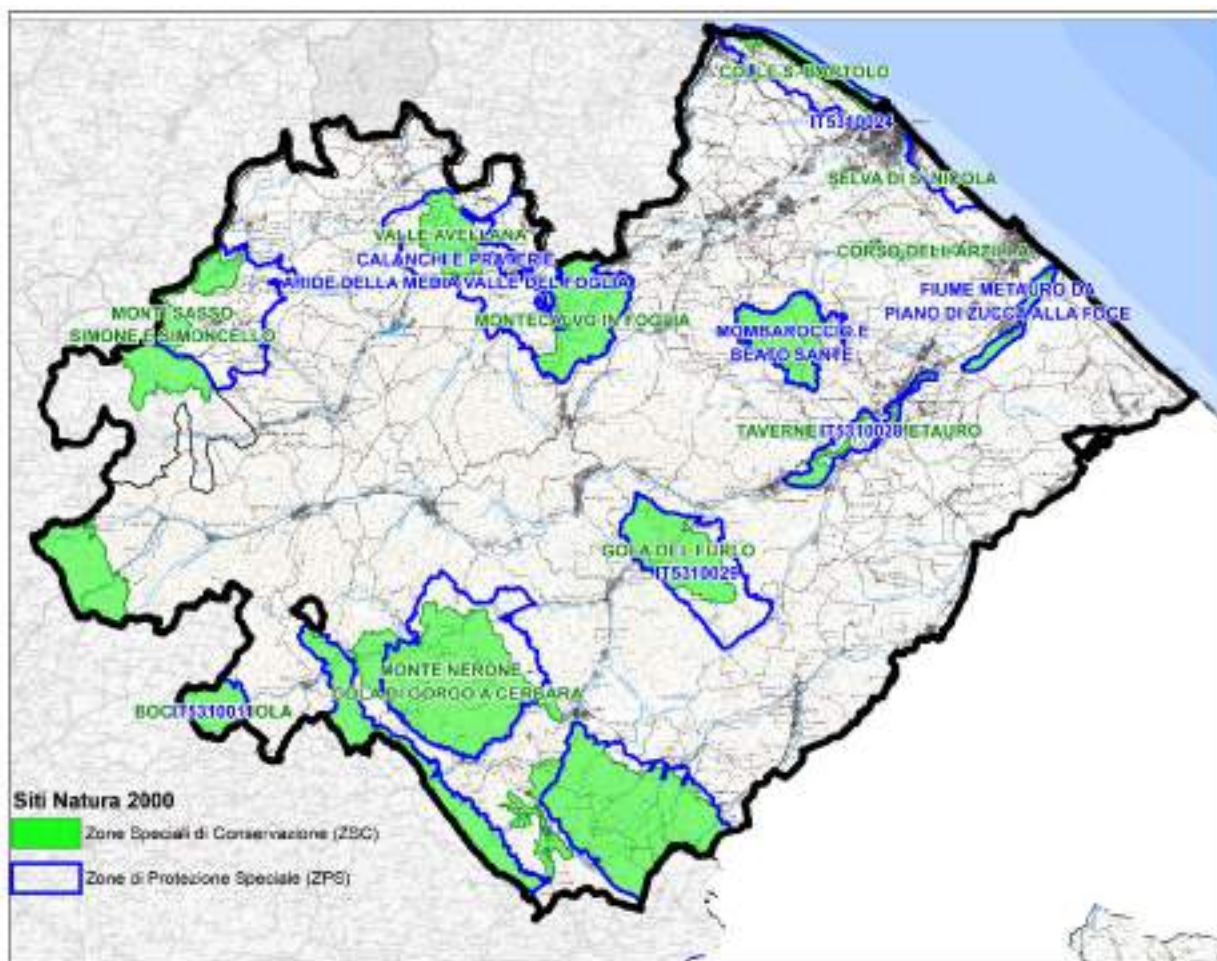 COLLE S. BARTOLO
IT5310024
SELVA DI S. NICOLA
VALLE AVELLANA
CORSO DELL'ARZILLA
CALANCHI E PRATERIE
ARIDE DELLA MEDIA VALLE DEL FOGLIA
FIUME METAURO DA
PIANO DI ZUCCA ALLA FOCE
MONTI SASSO
SIMONE E SIMONCELLO
MONTECALVO IN FOGLIA
MOMBAROCCIO E
BEATO SANTE
TAVERNE IT5310028 ETAURO
GOLA DEL FURLO
IT5310029
MONTE NERONE -
GOLA DI GORGO A CERBARA
BOC IT5310011 IOLA
Siti Natura 2000
Zone Speciali di Conservazione (ZSC)
Zone di Protezione Speciale (ZPS)